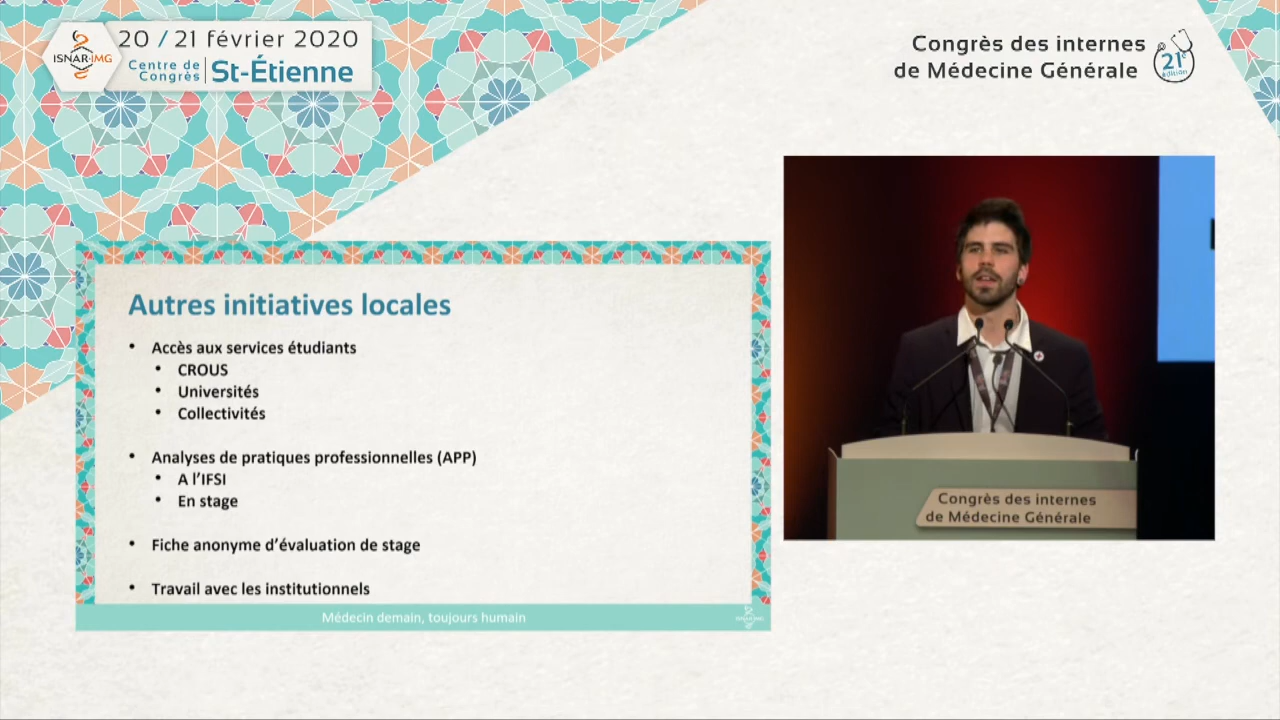 ISNAR-IMG
20 / 21 février 2020
Centre de Congrès
St-Étienne
Congrès des internes
de Médecine Générale
21e
édition
Autres initiatives locales
• Accès aux services étudiants
• CROUS
• Universités
• Collectivités
• Analyses de pratiques professionnelles (APP)
• A l'IFSI
• En stage
• Fiche anonyme d'évaluation de stage
• Travail avec les institutionnels
Médecin demain, toujours humain
ISNAR-IMG
Congrès des internes
de Médecine Générale